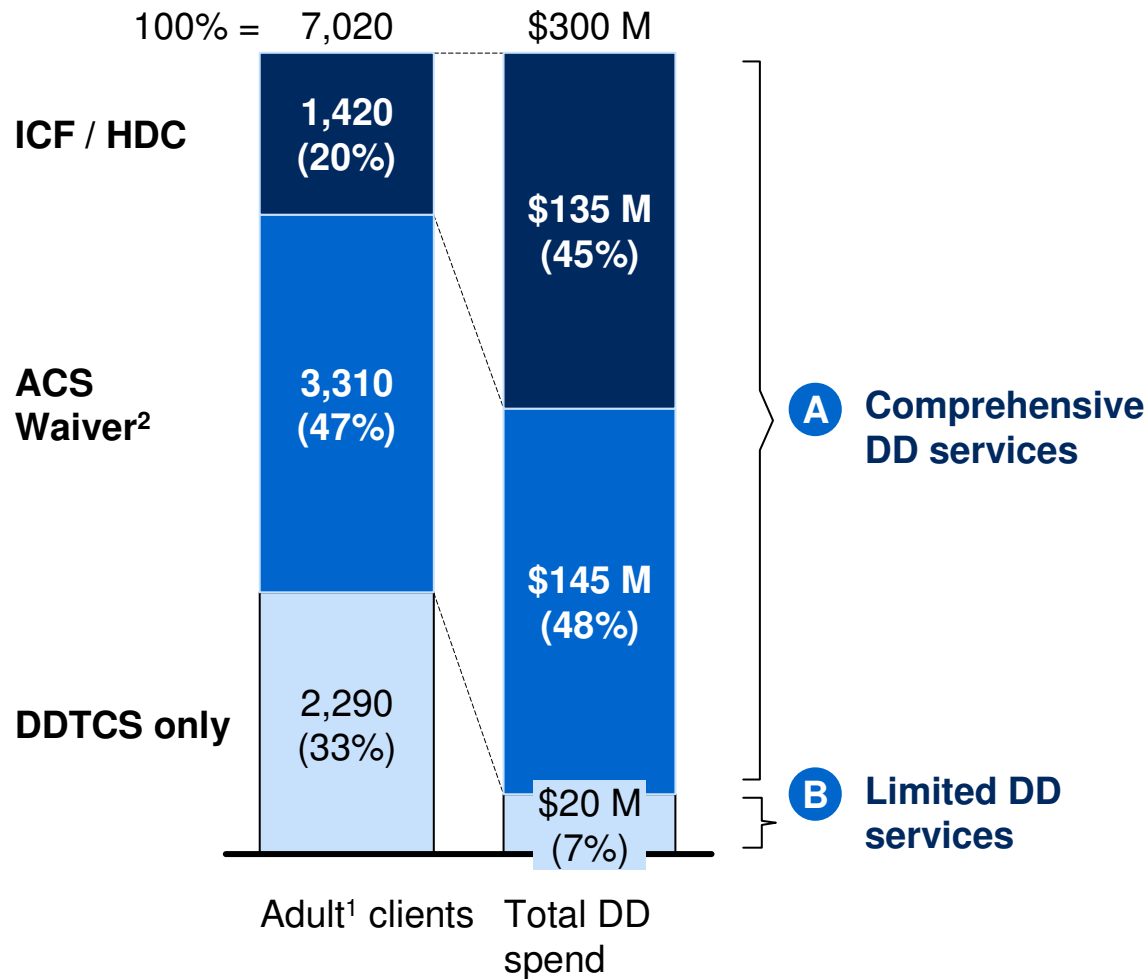 100% = 7,020 $300 M
ICF / HDC
1,420
(20%)
$135 M
(45%)
ACS
Waiver²
3,310
(47%)
A Comprehensive
DD services
$145 M
(48%)
DDTCS only
2,290
(33%)
$20 M
(7%)
B Limited DD
services
Adult¹ clients
Total DD
spend